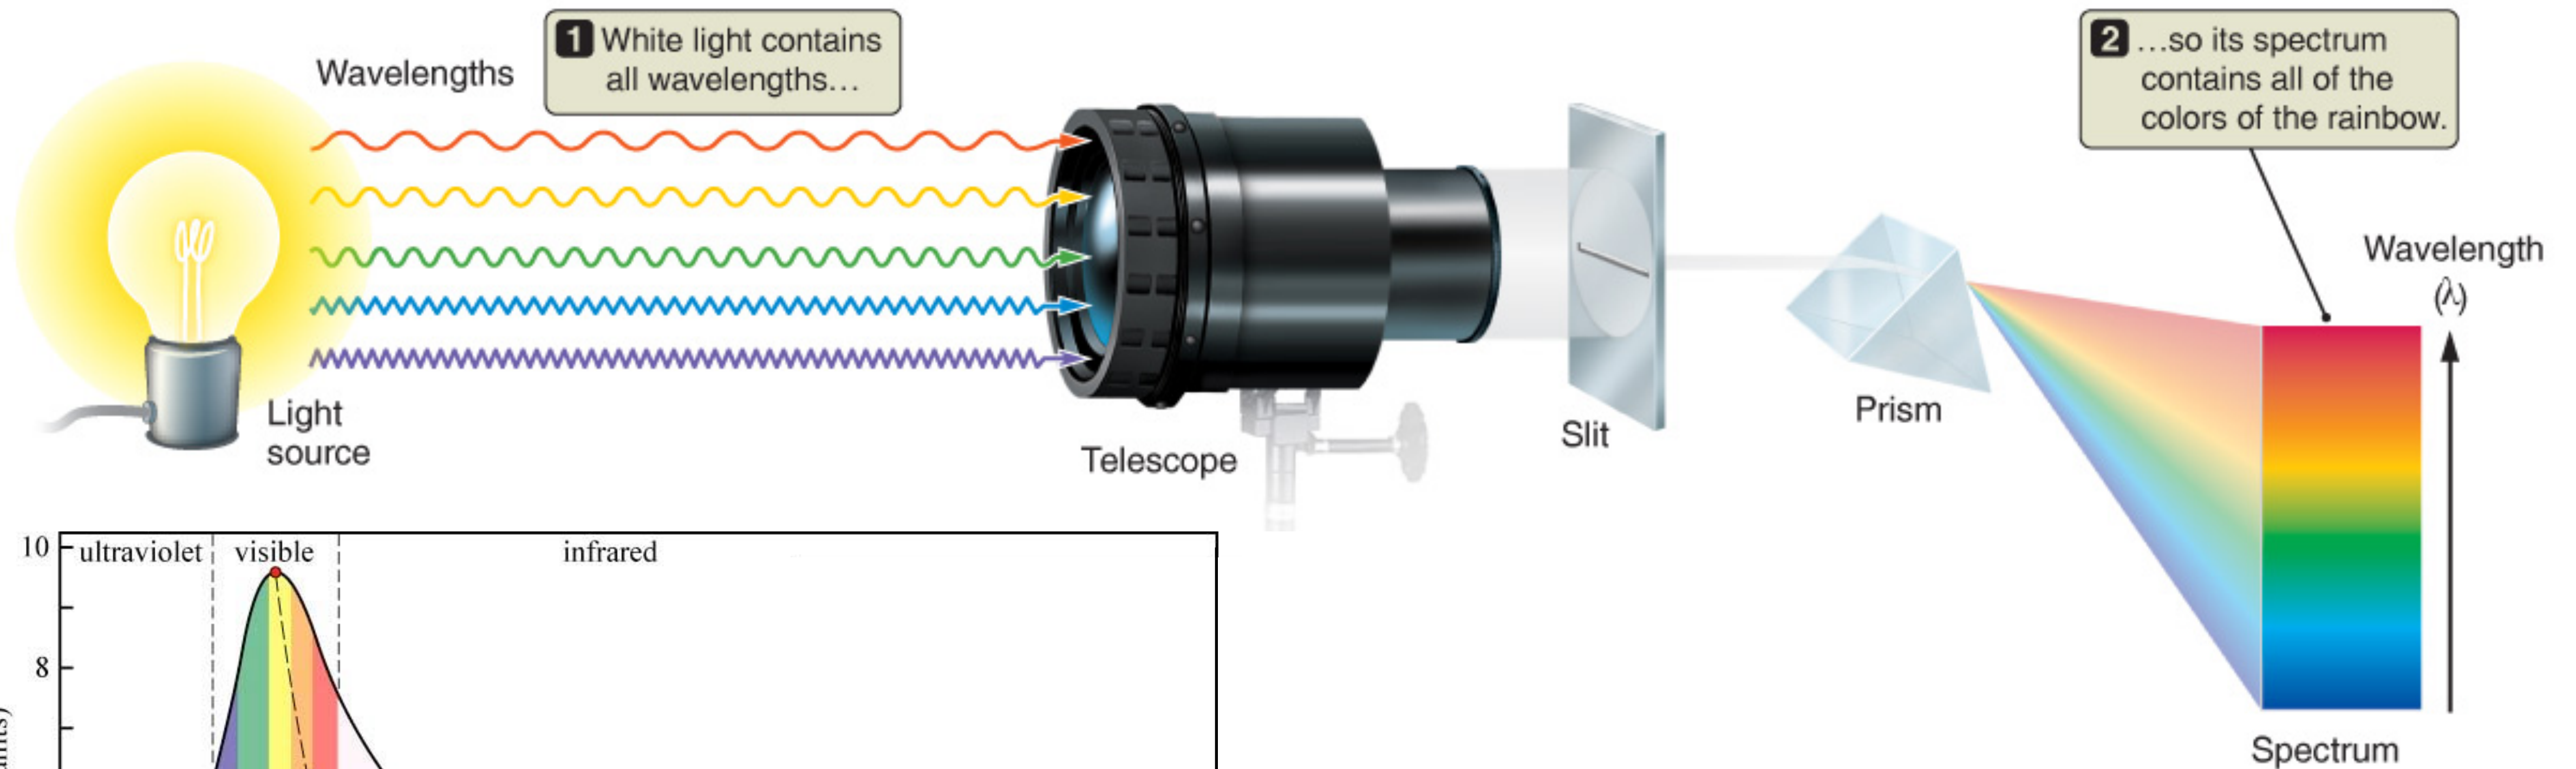 Wavelengths
1 White light contains
all wavelengths…
2 …so its spectrum
contains all of the
colors of the rainbow.
Wavelength
(λ)
Light
source
Telescope
Slit
Prism
Spectrum
10
ultraviolet
visible
infrared
8